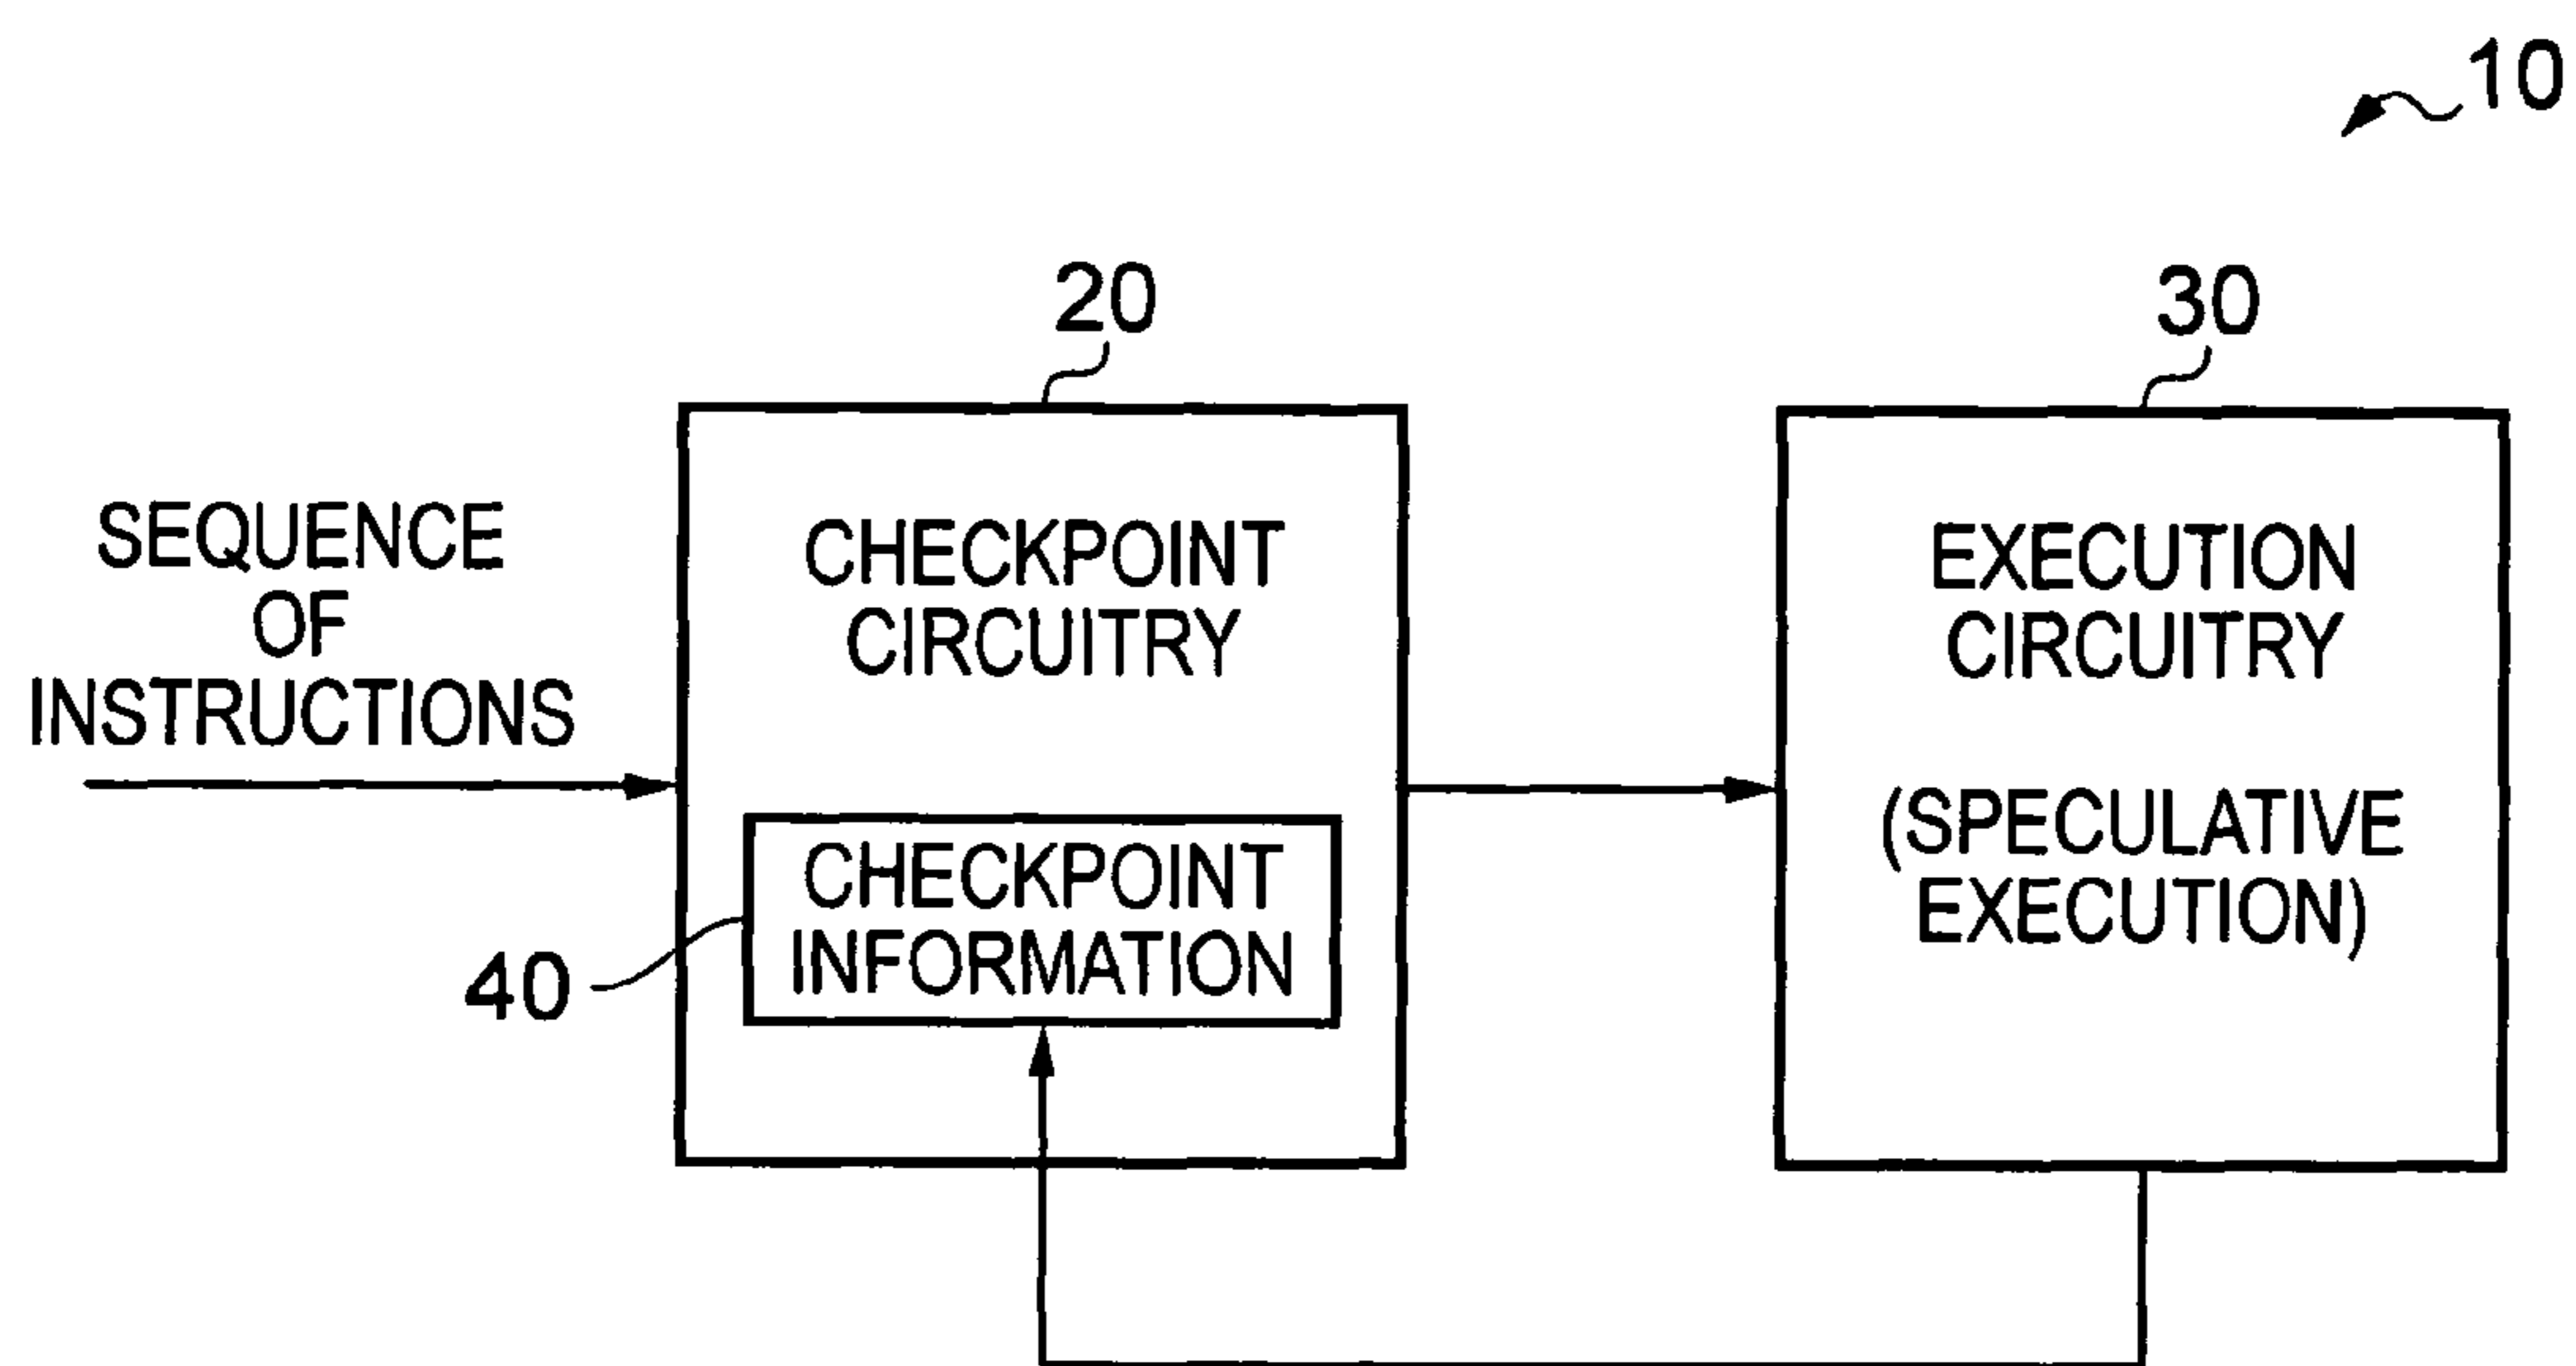 10
20
30
SEQUENCE
OF
INSTRUCTIONS
CHECKPOINT
CIRCUITRY
CHECKPOINT
INFORMATION
40
EXECUTION
CIRCUITRY
(SPECULATIVE
EXECUTION)